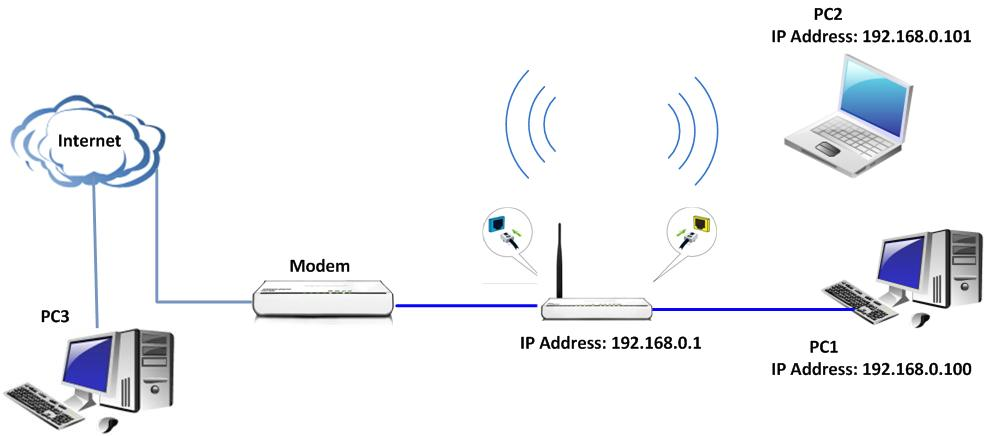 PC2
IP Address: 192.168.0.101
Internet
Modem
PC3
IP Address: 192.168.0.1
PC1
IP Address: 192.168.0.100